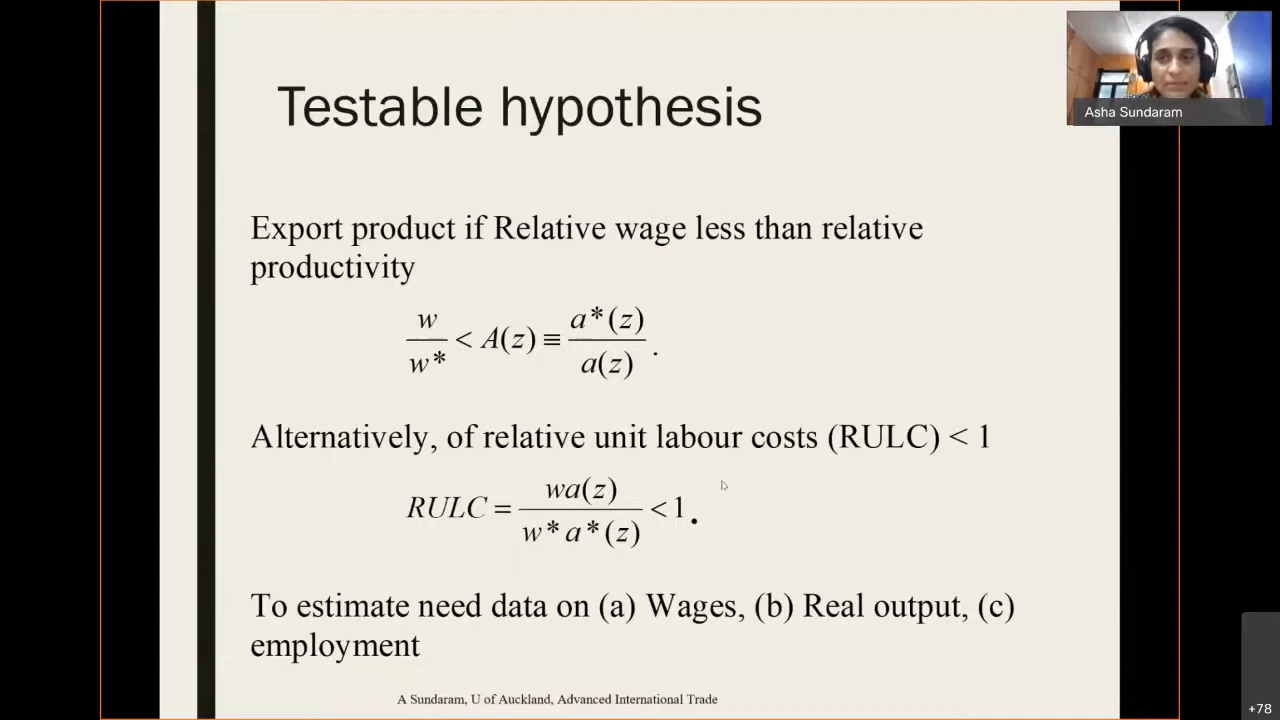 Testable hypothesis
Asha Sundaram
Export product if Relative wage less than relative
productivity
w/w* < A(z) ≡ a*(z)/a(z).
Alternatively, of relative unit labour costs (RULC) < 1
RULC = wa(z)/w*a*(z) < 1.
To estimate need data on (a) Wages, (b) Real output, (c)
employment
A Sundaram, U of Auckland, Advanced International Trade
+78